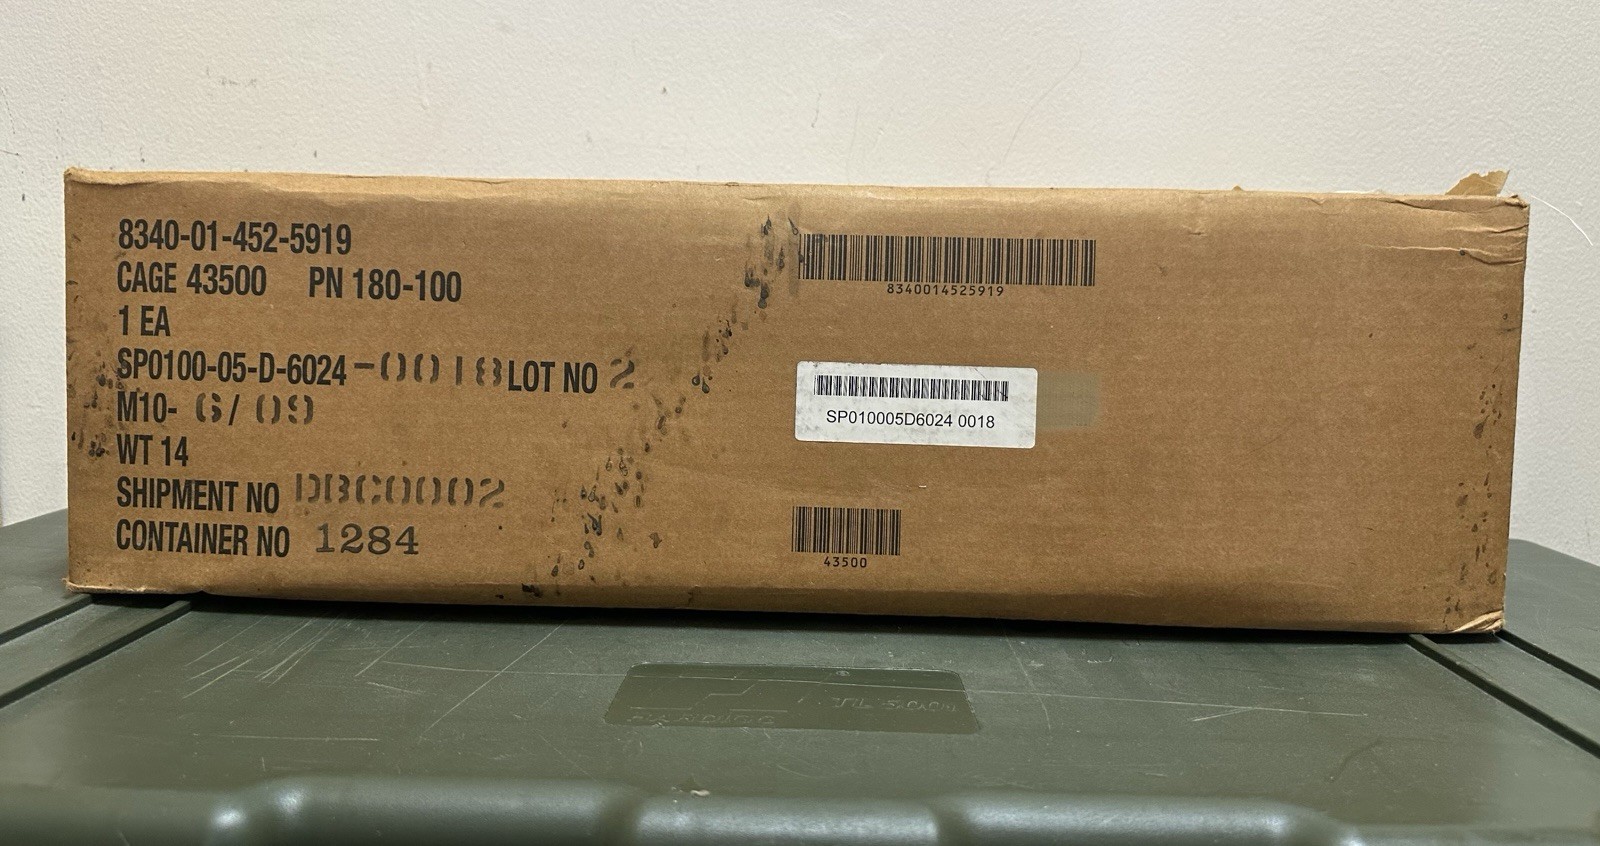 8340-01-452-5919
CAGE 43500 PN 180-100
1 EA
SP0100-05-D-6024-0018 LOT NO 2
M10- 6/09
WT 14
SHIPMENT NO DBC0002
CONTAINER NO 1284
8340014525919
SP010005D6024 0018
43500